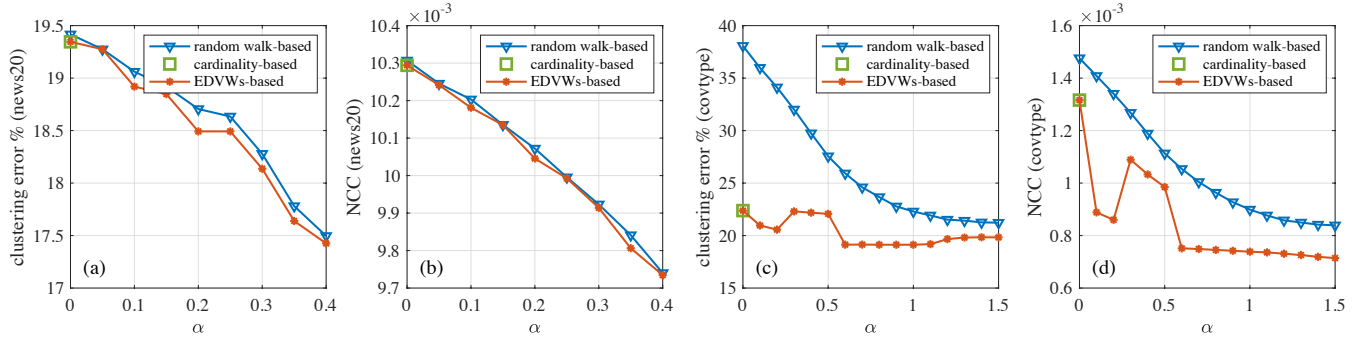 clustering error % (news20)
19.5
19
18.5
18
17.5
17
0
0.1
0.2
0.3
0.4
α
(a)
random walk-based
cardinality-based
EDVWs-based
×10⁻³
NCC (news20)
10.4
10.3
10.2
10.1
10
9.9
9.8
9.7
0
0.1
0.2
0.3
0.4
α
(b)
random walk-based
cardinality-based
EDVWs-based
clustering error % (covtype)
40
35
30
25
20
15
0
0.5
1
1.5
α
(c)
random walk-based
cardinality-based
EDVWs-based
×10⁻³
NCC (covtype)
1.6
1.4
1.2
1
0.8
0.6
0
0.5
1
1.5
α
(d)
random walk-based
cardinality-based
EDVWs-based